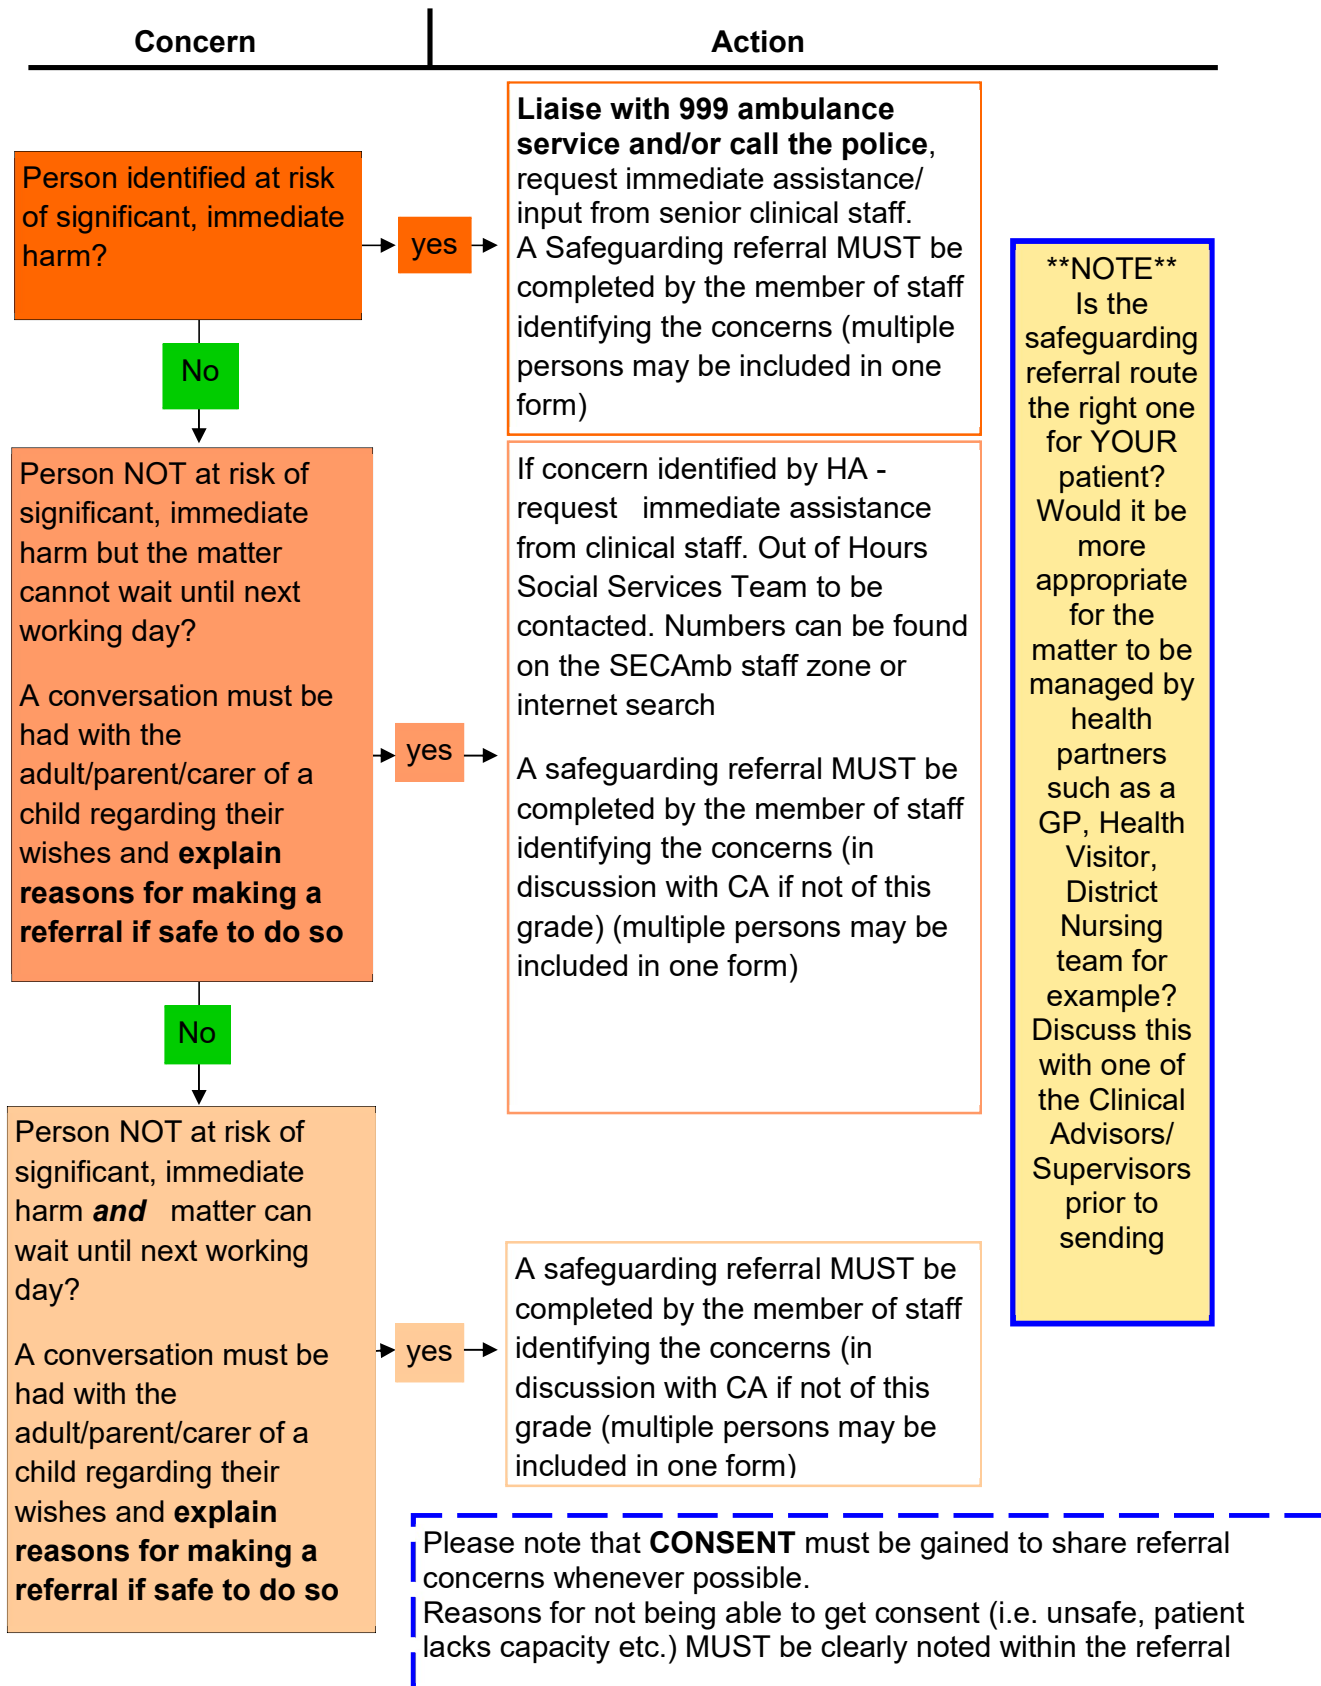 Concern
Action
Person identified at risk
of significant, immediate
harm?
yes
Liaise with 999 ambulance
service and/or call the police,
request immediate assistance/
input from senior clinical staff.
A Safeguarding referral MUST be
completed by the member of staff
identifying the concerns (multiple
persons may be included in one
form)
No
Person NOT at risk of
significant, immediate
harm but the matter
cannot wait until next
working day?
A conversation must be
had with the
adult/parent/carer of a
child regarding their
wishes and explain
reasons for making a
referral if safe to do so
yes
If concern identified by HA -
request immediate assistance
from clinical staff. Out of Hours
Social Services Team to be
contacted. Numbers can be found
on the SECAmb staff zone or
internet search
A safeguarding referral MUST be
completed by the member of staff
identifying the concerns (in
discussion with CA if not of this
grade) (multiple persons may be
included in one form)
No
Person NOT at risk of
significant, immediate
harm and matter can
wait until next working
day?
A conversation must be
had with the
adult/parent/carer of a
child regarding their
wishes and explain
reasons for making a
referral if safe to do so
yes
A safeguarding referral MUST be
completed by the member of staff
identifying the concerns (in
discussion with CA if not of this
grade (multiple persons may be
included in one form)
**NOTE**
Is the
safeguarding
referral route
the right one
for YOUR
patient?
Would it be
more
appropriate
for the
matter to be
managed by
health
partners
such as a
GP, Health
Visitor,
District
Nursing
team for
example?
Discuss this
with one of
the Clinical
Advisors/
Supervisors
prior to
sending
Please note that CONSENT must be gained to share referral
concerns whenever possible.
Reasons for not being able to get consent (i.e. unsafe, patient
lacks capacity etc.) MUST be clearly noted within the referral